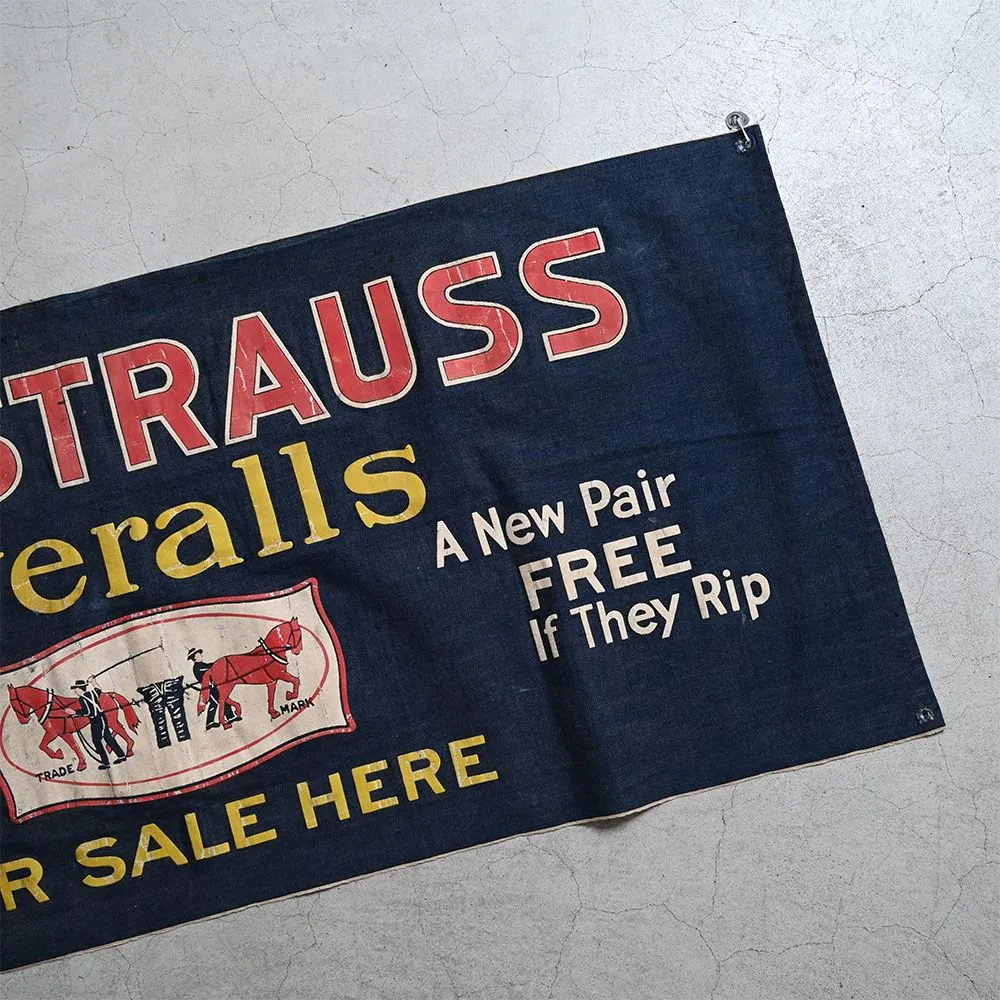 STRAUSS
eralls
A New Pair
FREE
If They Rip
TRADE MARK
R SALE HERE